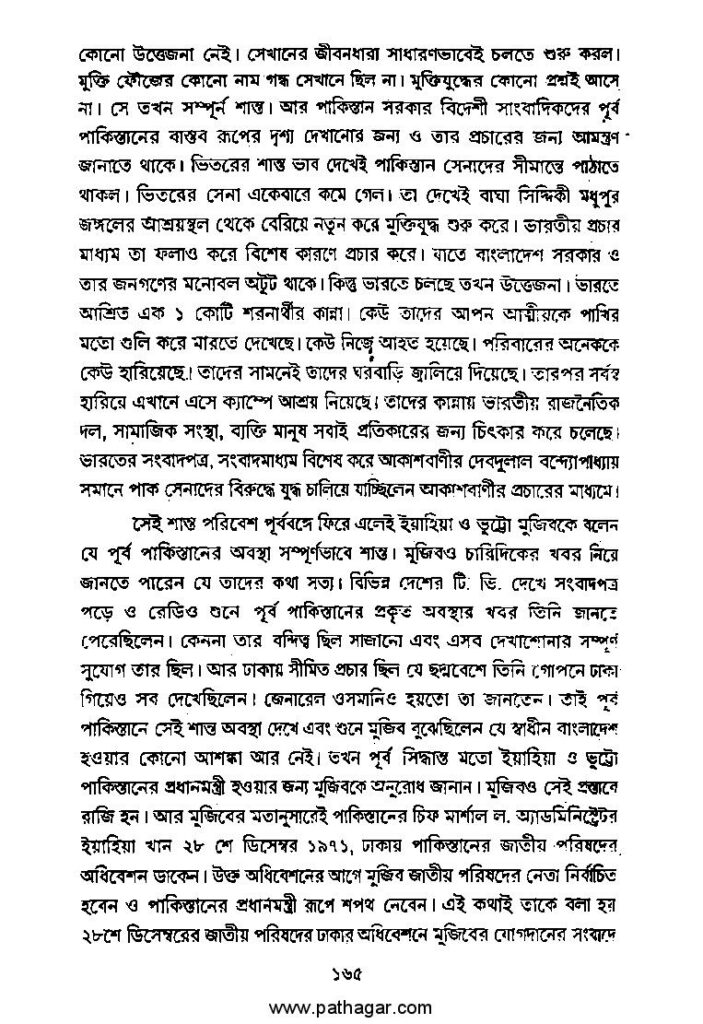 কোনো উত্তেজনা নেই। সেখানের জীবনধারা সাধারণভাবেই চলতে শুরু করল।
মুক্তি ফৌজের কোনো নাম গন্ধ সেখানে ছিল না। মুক্তিযুদ্ধের কোনো প্রশ্নই আসে
না। সে তখন সম্পূর্ন শান্ত। আর পাকিস্তান সরকার বিদেশী সাংবাদিকদের পূর্ব
পাকিস্তানের বাস্তব রূপের দৃশ্য দেখানোর জন্য ও তার প্রচারের জন্য আমন্ত্রণ
জানাতে থাকে। ভিতরের শান্ত ভাব দেখেই পাকিস্তান সেনাদের সীমান্তে পাঠাতে
থাকল। ভিতরের সেনা একেবারে কমে গেল। তা দেখেই বাঘা সিদ্দিকী মধুপুর
জঙ্গলের আশ্রয়স্থল থেকে বেরিয়ে নতুন করে মুক্তিযুদ্ধ শুরু করে। ভারতীয় প্রচার
মাধ্যম তা ফলাও করে বিশেষ কারণে প্রচার করে। যাতে বাংলাদেশ সরকার ও
তার জনগণের মনোবল অটুট থাকে। কিন্তু ভারতে চলছে তখন উত্তেজনা। ভারতে
আশ্রিত এক ১ কোটি শরনার্থীর কান্না। কেউ তাদের আপন আত্মীয়কে পাখির
মতো গুলি করে মারতে দেখেছে। কেউ নিজে আহত হয়েছে। পরিবারের অনেককে
কেউ হারিয়েছে। তাদের সামনেই তাদের ঘরবাড়ি জ্বালিয়ে দিয়েছে। তারপর সর্বস্ব
হারিয়ে এখানে এসে ক্যাম্পে আশ্রয় নিয়েছে। তাদের কান্নায় ভারতীয় রাজনৈতিক
দল, সামাজিক সংস্থা, ব্যক্তি মানুষ সবাই প্রতিকারের জন্য চিৎকার করে চলেছে।
ভারতের সংবাদপত্র, সংবাদমাধ্যম বিশেষ করে আকাশবাণীর দেবদুলাল বন্দ্যোপাধ্যায়
সমানে পাক সেনাদের বিরুদ্ধে যুদ্ধ চালিয়ে যাচ্ছিলেন আকাশবাণীর প্রচারের মাধ্যমে।
সেই শান্ত পরিবেশ পূর্ববঙ্গে ফিরে এলেই ইয়াহিয়া ও ভুট্টো মুজিবকে বলেন
যে পূর্ব পাকিস্তানের অবস্থা সম্পূর্ণভাবে শান্ত। মুজিবও চারিদিকের খবর নিয়ে
জানতে পারেন যে তাদের কথা সত্য। বিভিন্ন দেশের টি. ভি. দেখে সংবাদপত্র
পড়ে ও রেডিও শুনে পূর্ব পাকিস্তানের প্রকৃত অবস্থার খবর তিনি জানতে
পেরেছিলেন। কেননা তার বন্দিত্ব ছিল সাজানো এবং এসব দেখাশোনার সম্পূর্ণ
সুযোগ তার ছিল। আর ঢাকায় সীমিত প্রচার ছিল যে ছদ্মবেশে তিনি গোপনে ঢাকা
গিয়েও সব দেখেছিলেন। জেনারেল ওসমানিও হয়তো তা জানতেন। তাই পূর্ব
পাকিস্তানে সেই শান্ত অবস্থা দেখে এবং শুনে মুজিব বুঝেছিলেন যে স্বাধীন বাংলাদেশ
হওয়ার কোনো আশঙ্কা আর নেই। তখন পূর্ব সিদ্ধান্ত মতো ইয়াহিয়া ও ভুট্টো
পাকিস্তানের প্রধানমন্ত্রী হওয়ার জন্য মুজিবকে অনুরোধ জানান। মুজিবও সেই প্রস্তাবে
রাজি হন। আর মুজিবের মতানুসারেই পাকিস্তানের চিফ মার্শাল ল. অ্যাডমিনিস্ট্রেটর
ইয়াহিয়া খান ২৮ শে ডিসেম্বর ১৯৭১, ঢাকায় পাকিস্তানের জাতীয় পরিষদের
অধিবেশন ডাকেন। উক্ত অধিবেশনের আগে মুজিব জাতীয় পরিষদের নেতা নির্বাচিত
হবেন ও পাকিস্তানের প্রধানমন্ত্রী রূপে শপথ নেবেন। এই কথাই তাকে বলা হয়
২৮শে ডিসেম্বরের জাতীয় পরিষদের ঢাকার অধিবেশনে মুজিবের যোগদানের সংবাদে
১৬৫
www.pathagar.com